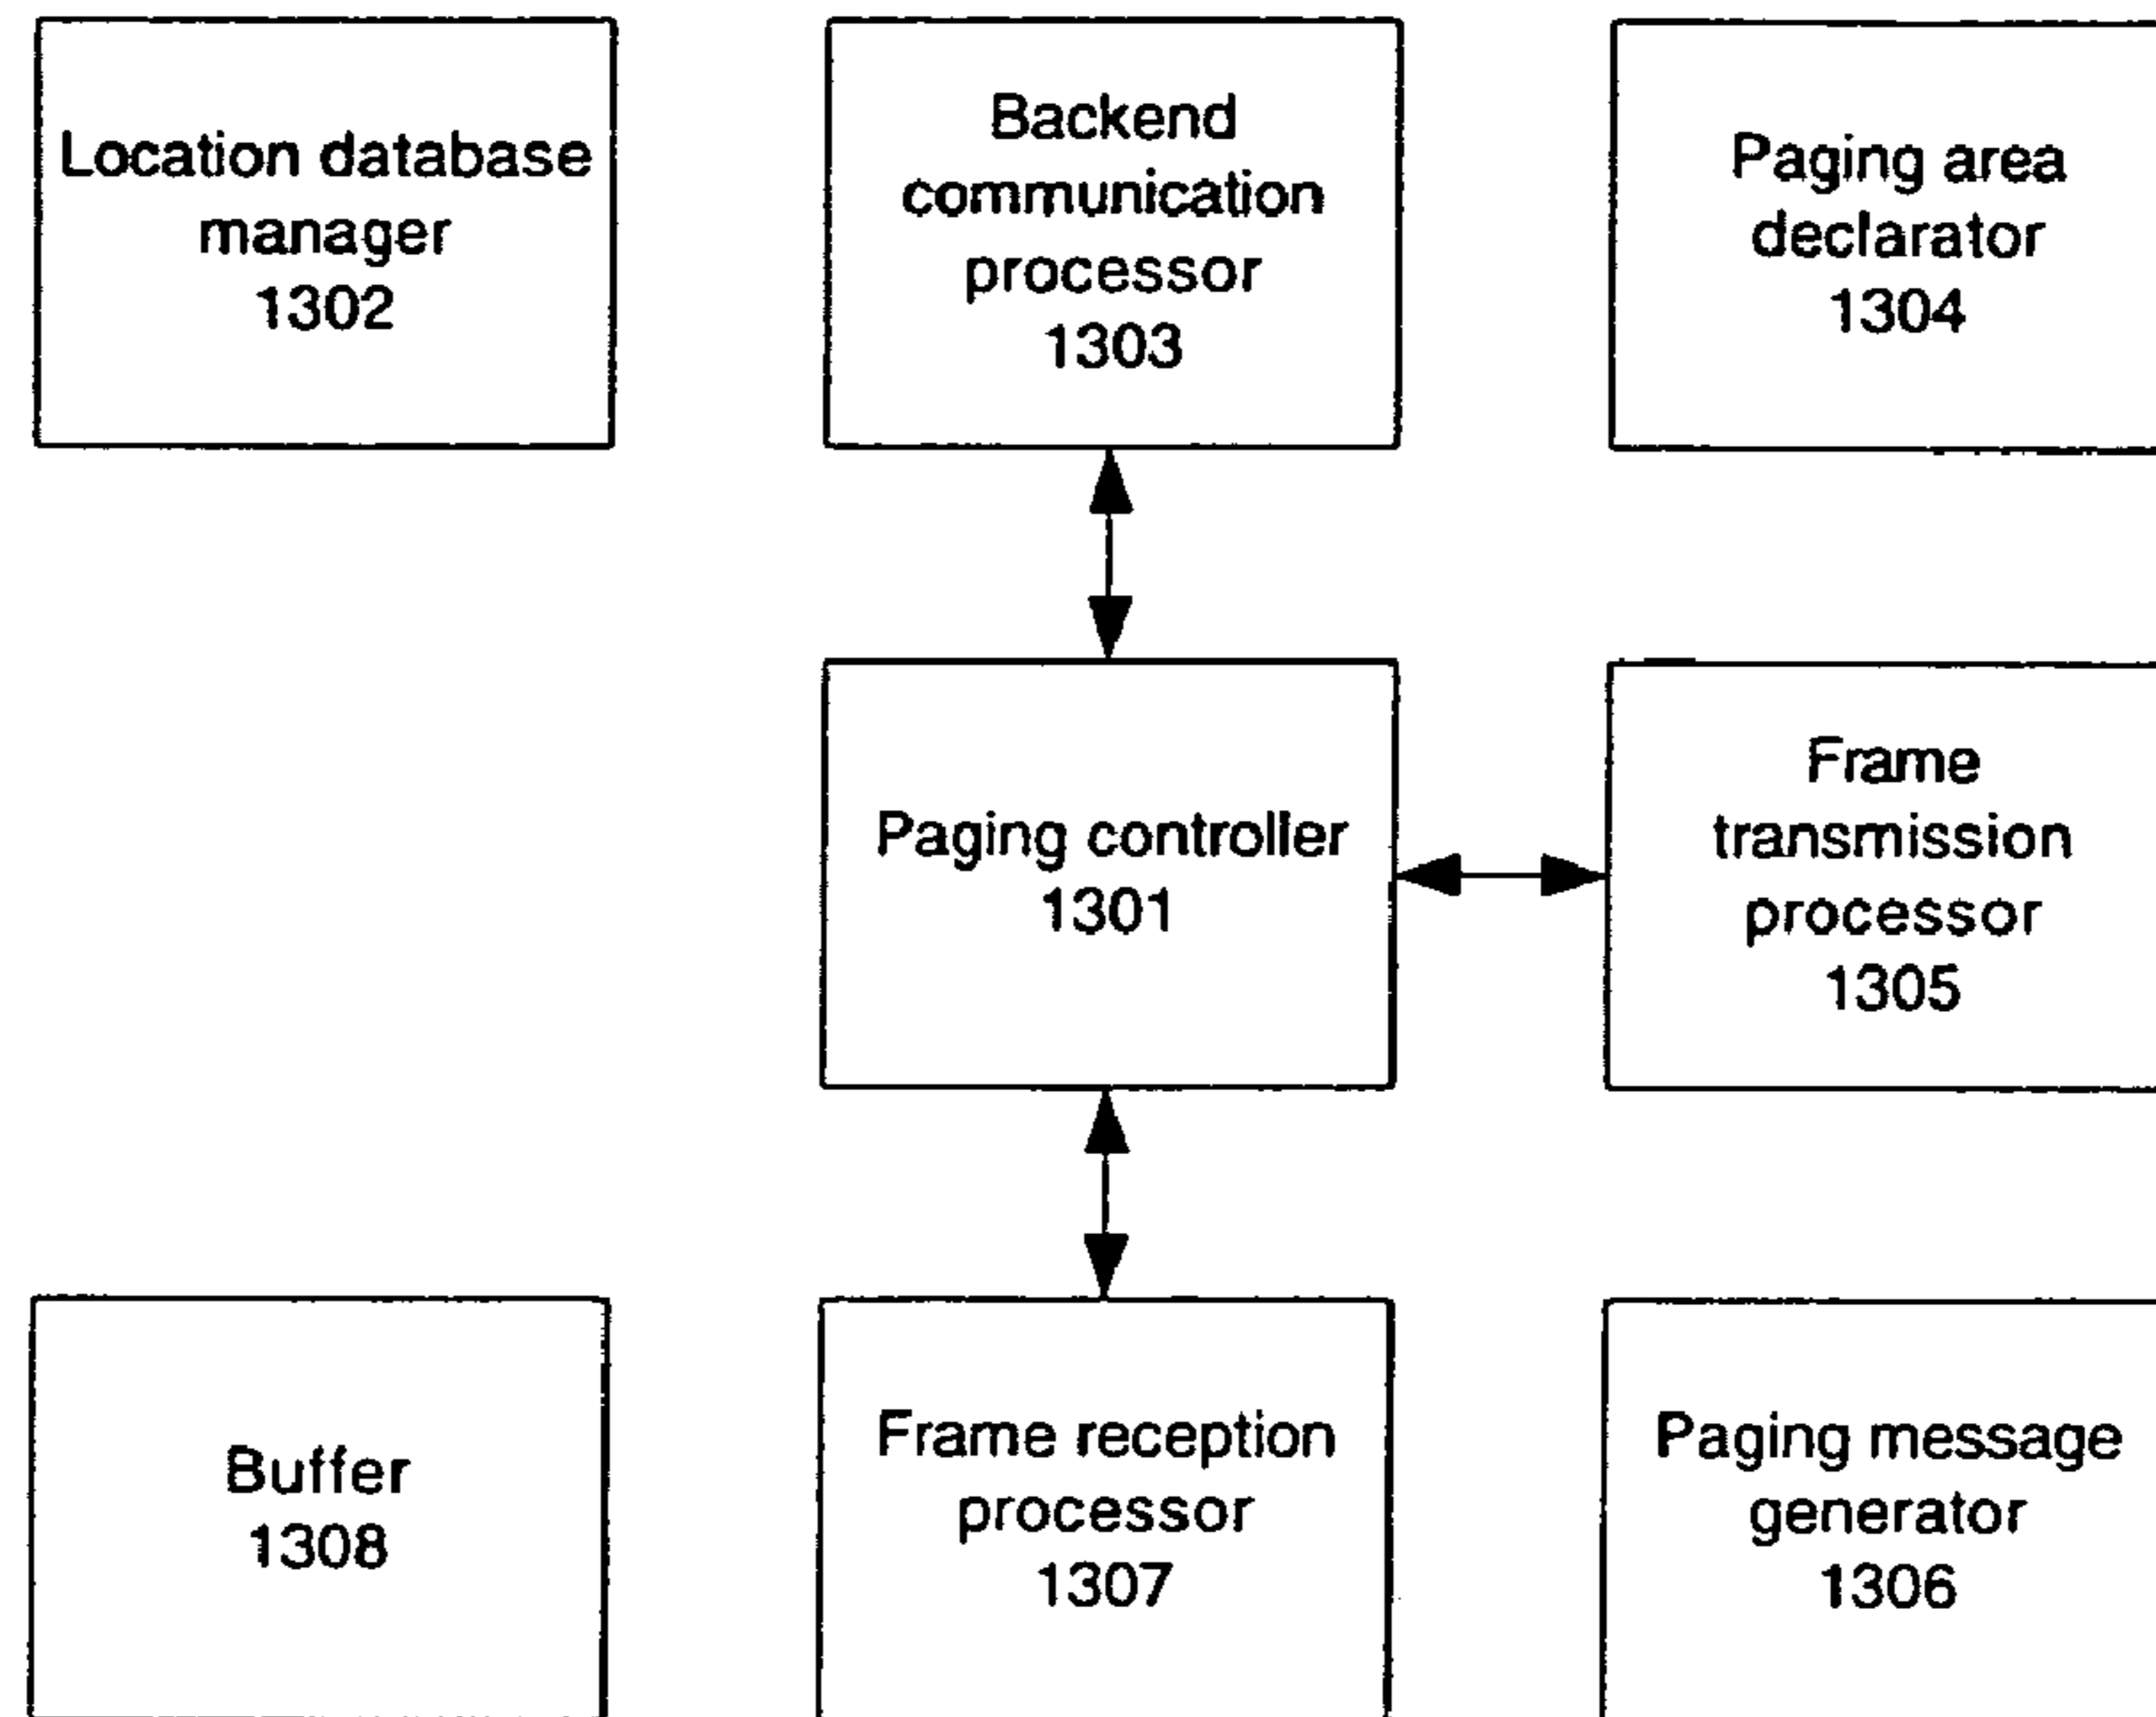 Location database
manager
1302
Backend
communication
processor
1303
Paging area
declarator
1304
Paging controller
1301
Frame
transmission
processor
1305
Buffer
1308
Frame reception
processor
1307
Paging message
generator
1306